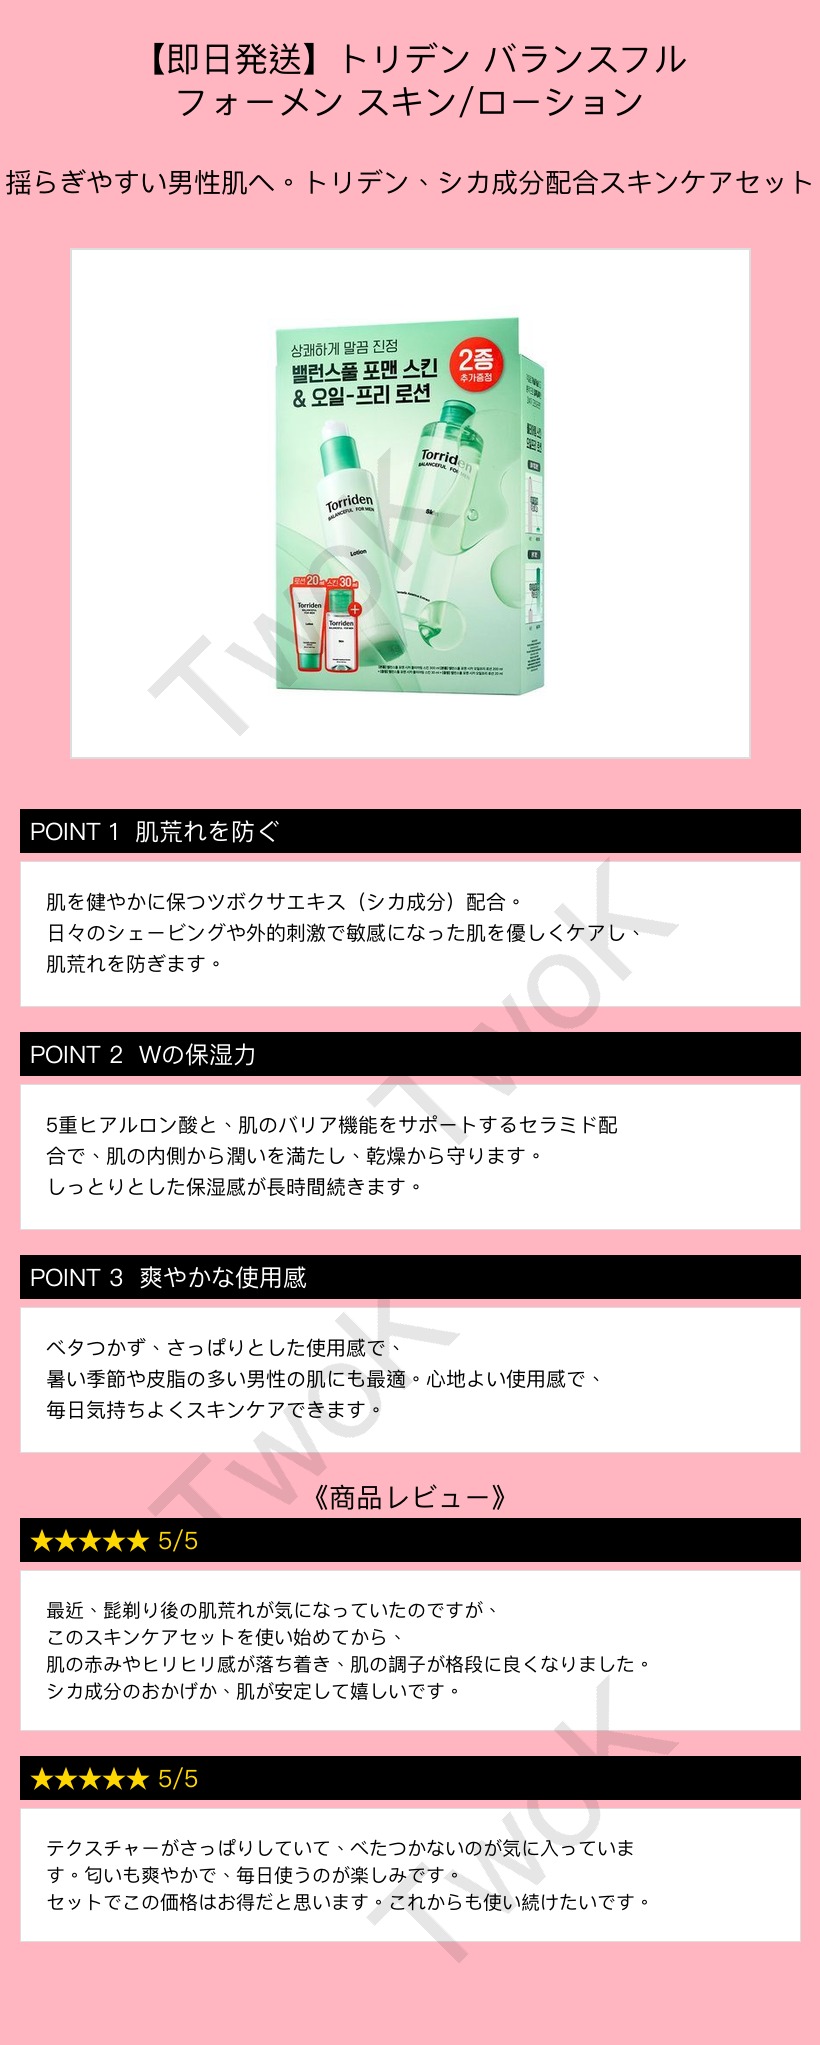 【即日発送】トリデン バランスフル
フォーメン スキン/ローション
揺らぎやすい男性肌へ。トリデン、シカ成分配合スキンケアセット
상쾌하게 말끔 진정
밸런스풀 포맨 스킨
& 오일-프리 로션
2종
추가증정
Torriden
BALANCEFUL FOR MEN
Skin
Torriden
BALANCEFUL FOR MEN
Lotion
로션 20ml 스킨 30ml
Torriden
Lotion
+
Torriden
TwoK
POINT 1 肌荒れを防ぐ
肌を健やかに保つツボクサエキス（シカ成分）配合。
日々のシェービングや外的刺激で敏感になった肌を優しくケアし、
肌荒れを防ぎます。
TwoK
POINT 2 Wの保湿力
5重ヒアルロン酸と、肌のバリア機能をサポートするセラミド配
合で、肌の内側から潤いを満たし、乾燥から守ります。
しっとりとした保湿感が長時間続きます。
POINT 3 爽やかな使用感
ベタつかず、さっぱりとした使用感で、
暑い季節や皮脂の多い男性の肌にも最適。心地よい使用感で、
毎日気持ちよくスキンケアできます。
TwoK
《商品レビュー》
★★★★★ 5/5
最近、髭剃り後の肌荒れが気になっていたのですが、
このスキンケアセットを使い始めてから、
肌の赤みやヒリヒリ感が落ち着き、肌の調子が格段に良くなりました。
シカ成分のおかげか、肌が安定して嬉しいです。
★★★★★ 5/5
テクスチャーがさっぱりしていて、べたつかないのが気に入っていま
す。匂いも爽やかで、毎日使うのが楽しみです。
セットでこの価格はお得だと思います。これからも使い続けたいです。
TwoK